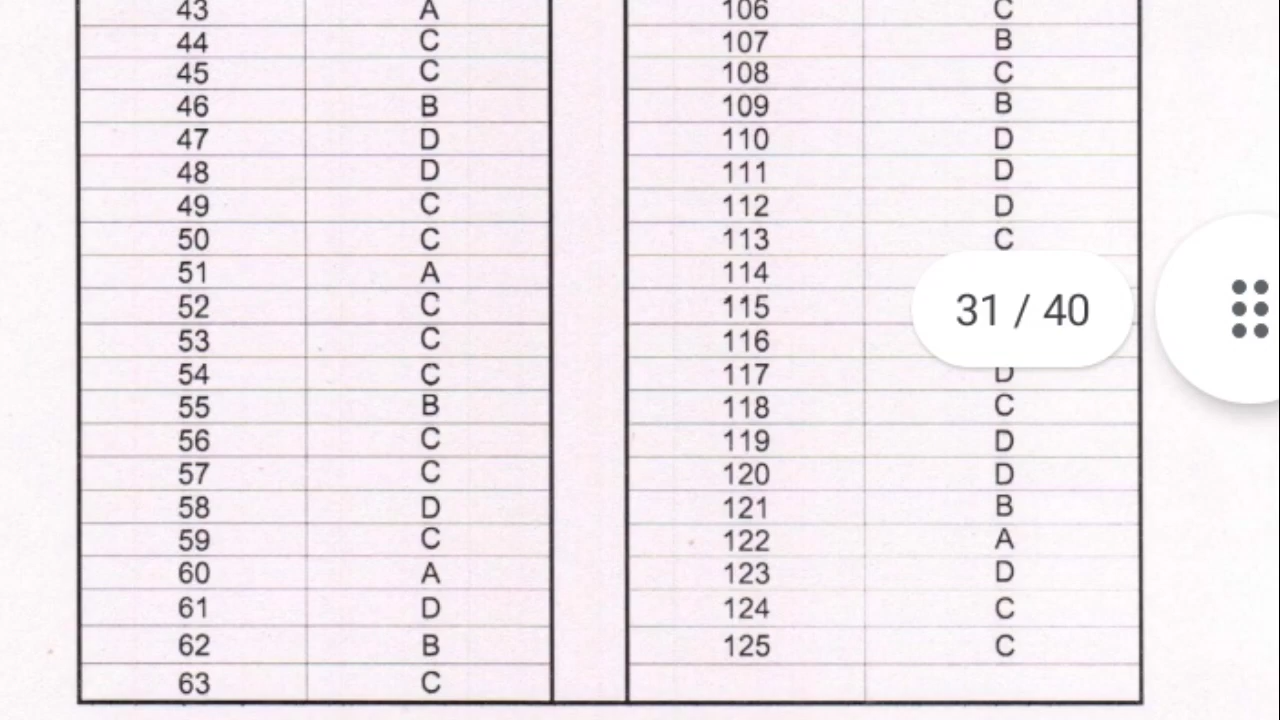 43 A 106 C
44 C 107 B
45 C 108 C
46 B 109 B
47 D 110 D
48 D 111 D
49 C 112 D
50 C 113 C
51 A 114
52 C 115
31 / 40
53 C 116
54 C 117 D
55 B 118 C
56 C 119 D
57 C 120 D
58 D 121 B
59 C 122 A
60 A 123 D
61 D 124 C
62 B 125 C
63 C